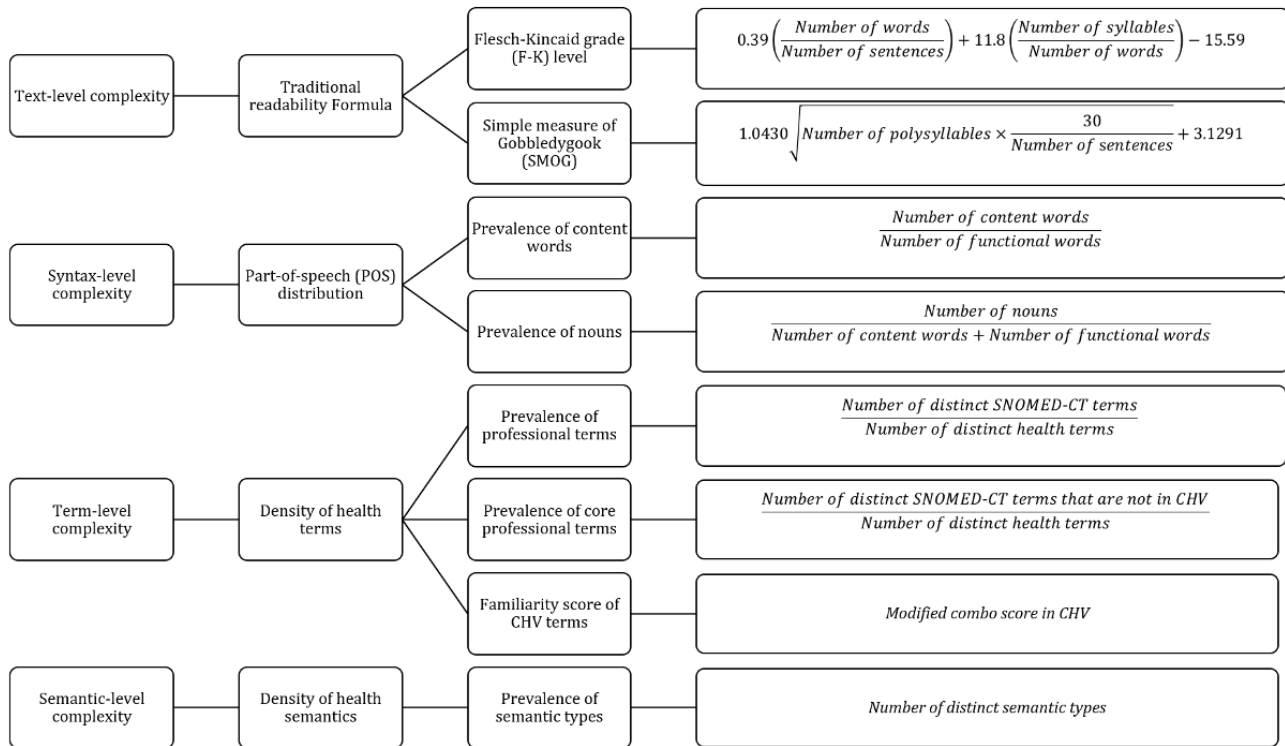 Text-level complexity
Traditional
readability Formula
Flesch-Kincaid grade
(F-K) level
0.39 (Number of words / Number of sentences) + 11.8 (Number of syllables / Number of words) − 15.59
Simple measure of
Gobbledygook
(SMOG)
1.0430 √(Number of polysyllables × 30 / Number of sentences) + 3.1291
Syntax-level
complexity
Part-of-speech (POS)
distribution
Prevalence of content
words
Number of content words
Number of functional words
Prevalence of nouns
Number of nouns
Number of content words + Number of functional words
Term-level
complexity
Density of health
terms
Prevalence of
professional terms
Number of distinct SNOMED-CT terms
Number of distinct health terms
Prevalence of core
professional terms
Number of distinct SNOMED-CT terms that are not in CHV
Number of distinct health terms
Familiarity score of
CHV terms
Modified combo score in CHV
Semantic-level
complexity
Density of health
semantics
Prevalence of
semantic types
Number of distinct semantic types